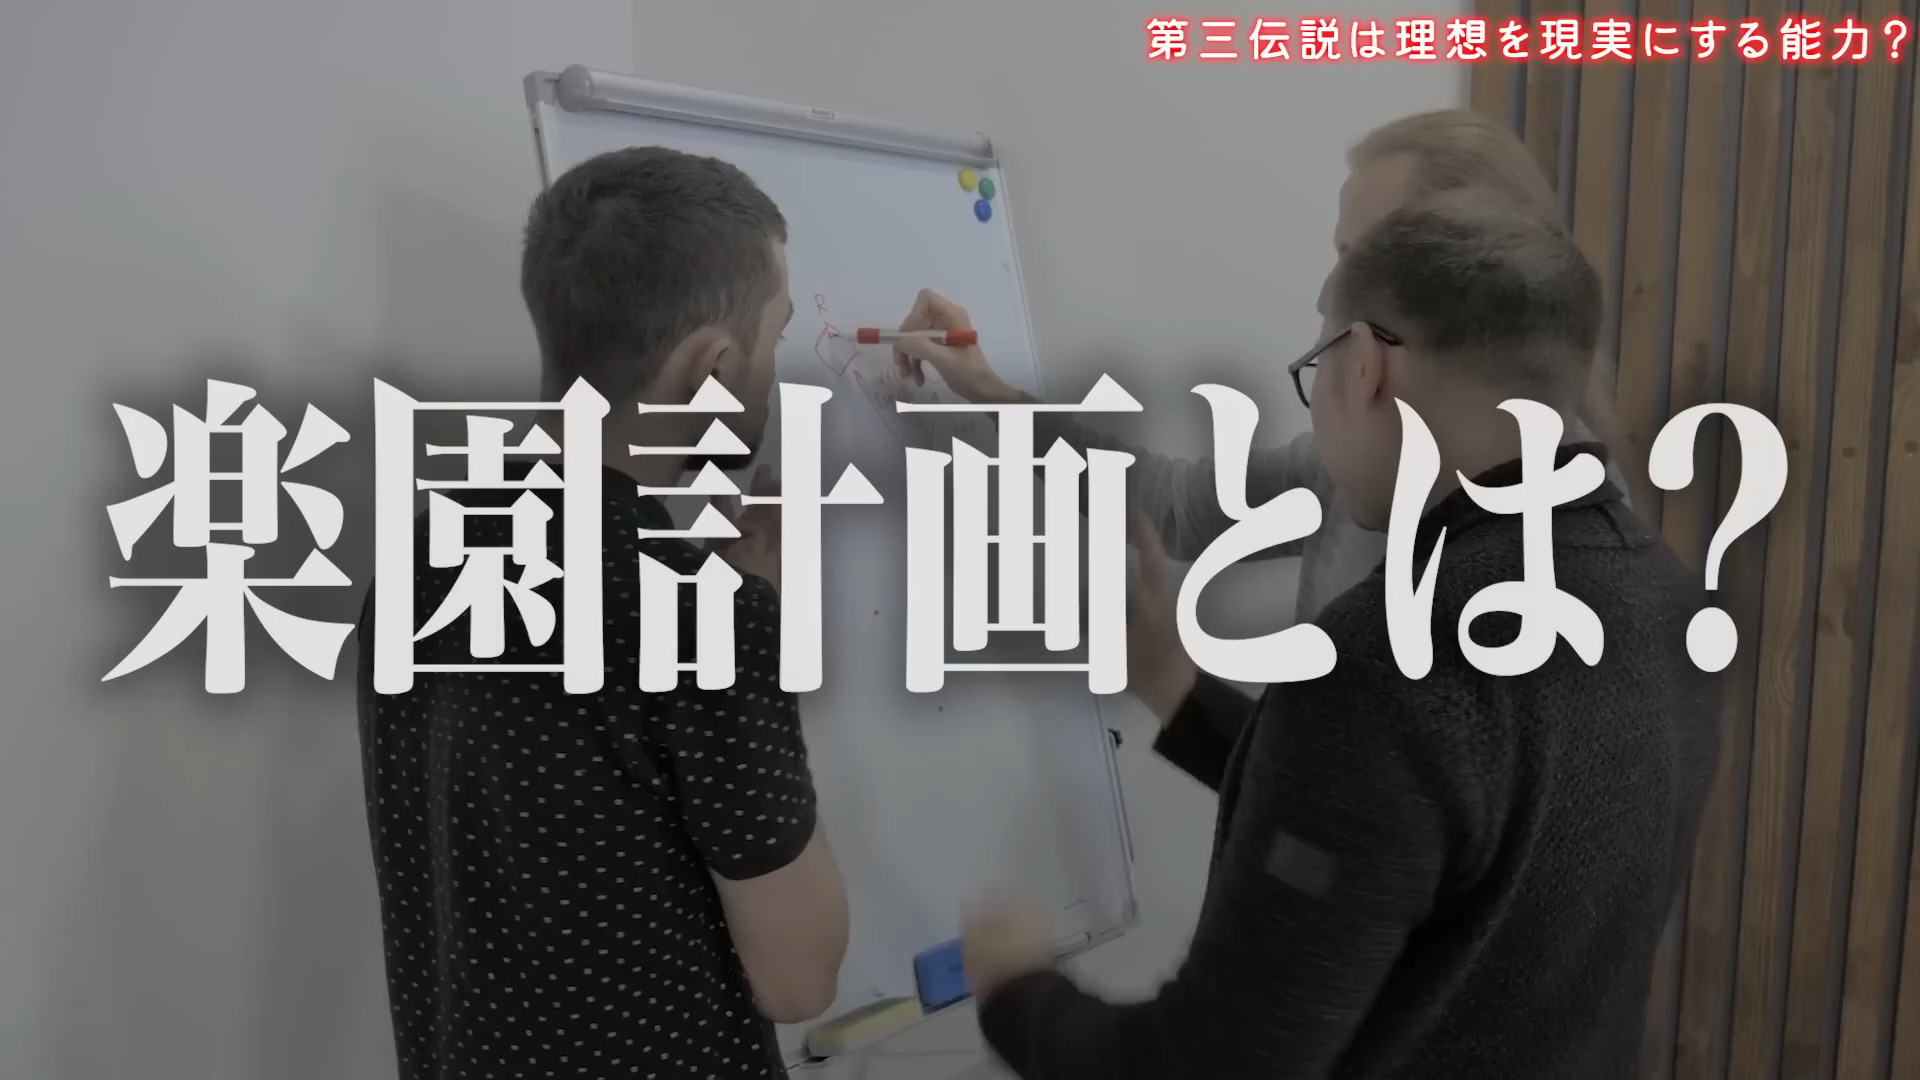 第三伝説は理想を現実にする能力？
楽園計画とは？
R